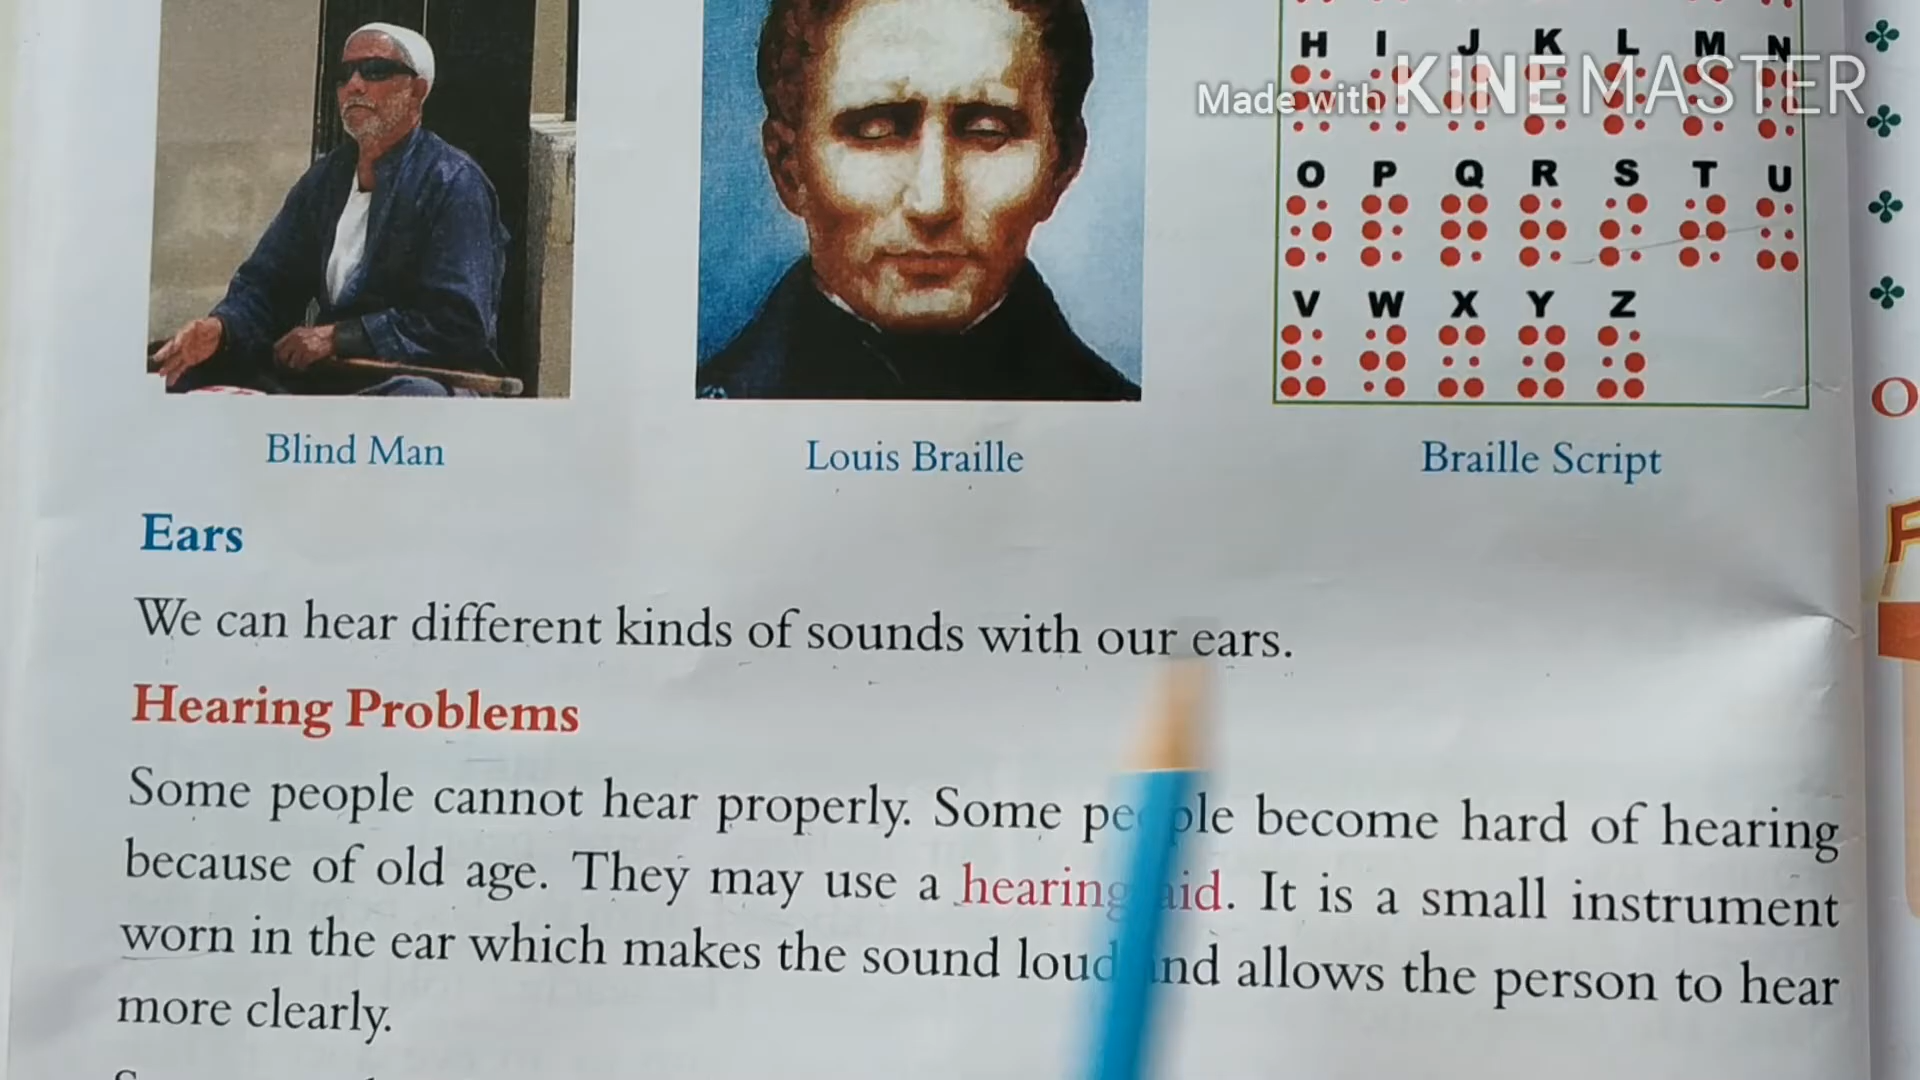 H I J K L M N
Made with KINEMASTER
O P Q R S T U
V W X Y Z
Blind Man Louis Braille Braille Script
Ears
We can hear different kinds of sounds with our ears.
Hearing Problems
Some people cannot hear properly. Some people become hard of hearing
because of old age. They may use a hearing aid. It is a small instrument
worn in the ear which makes the sound loud and allows the person to hear
more clearly.